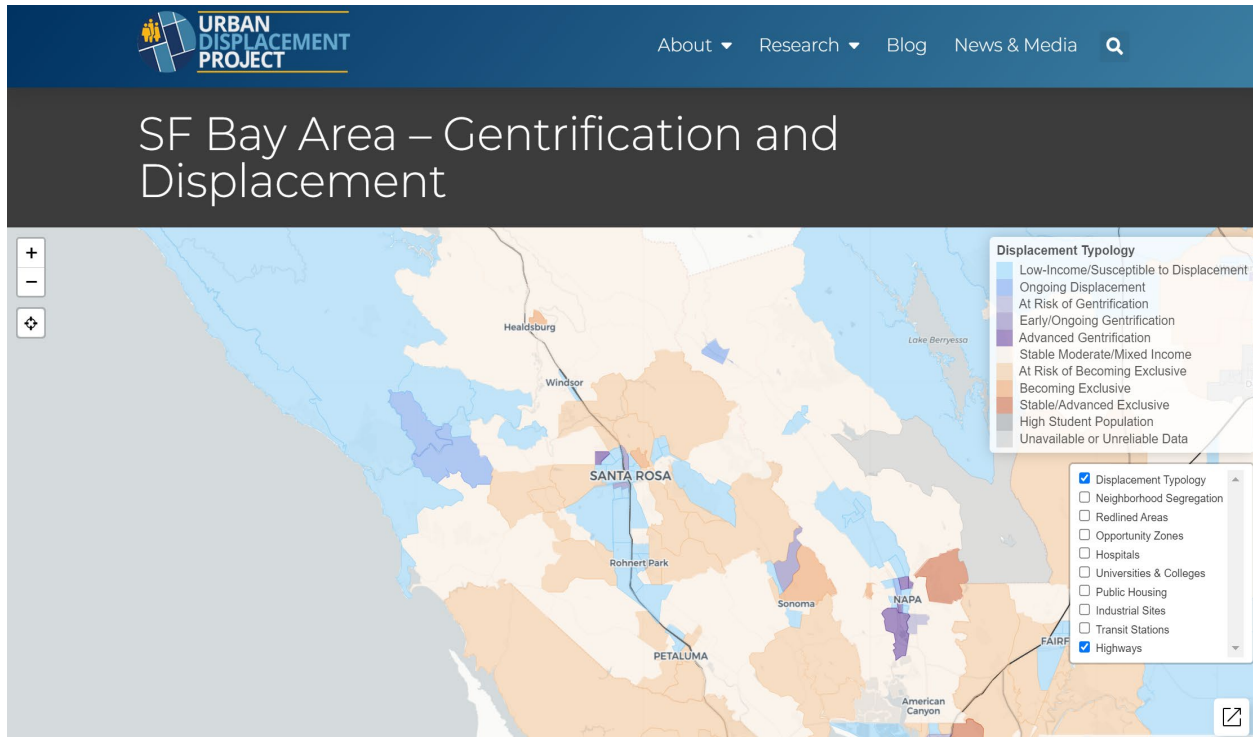 URBAN
DISPLACEMENT
PROJECT
About Research Blog News & Media
SF Bay Area – Gentrification and
Displacement
+
−
Displacement Typology
Low-Income/Susceptible to Displacement
Ongoing Displacement
At Risk of Gentrification
Early/Ongoing Gentrification
Advanced Gentrification
Stable Moderate/Mixed Income
At Risk of Becoming Exclusive
Becoming Exclusive
Stable/Advanced Exclusive
High Student Population
Unavailable or Unreliable Data
Healdsburg
Lake Berryessa
Windsor
SANTA ROSA
Rohnert Park
Sonoma
NAPA
PETALUMA
FAIRF
American
Canyon
Displacement Typology
Neighborhood Segregation
Redlined Areas
Opportunity Zones
Hospitals
Universities & Colleges
Public Housing
Industrial Sites
Transit Stations
Highways